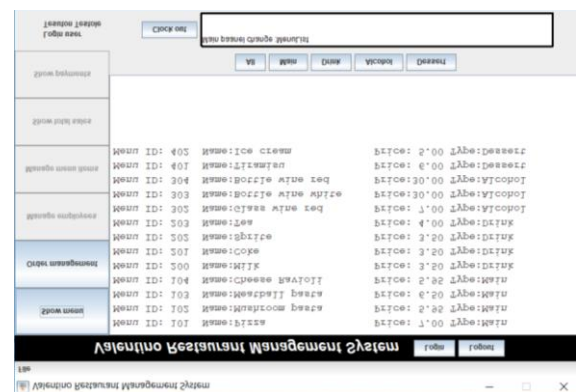 Valentino Restaurant Management System
File
Valentino Restaurant Management System
Login
Logout
Show menu
Order management
Manage employees
Manage menu items
Show total sales
Show payments
Menu ID: 101 Name:Pizza Price: 7.00 Type:Main
Menu ID: 102 Name:Mushroom pasta Price: 5.95 Type:Main
Menu ID: 103 Name:Meatball pasta Price: 6.50 Type:Main
Menu ID: 104 Name:Cheese Ravioli Price: 5.95 Type:Main
Menu ID: 200 Name:Milk Price: 3.50 Type:Drink
Menu ID: 201 Name:Coke Price: 3.50 Type:Drink
Menu ID: 202 Name:Sprite Price: 3.50 Type:Drink
Menu ID: 203 Name:Tea Price: 4.00 Type:Drink
Menu ID: 302 Name:Glass wine red Price: 7.00 Type:Alcohol
Menu ID: 303 Name:Bottle wine white Price:30.00 Type:Alcohol
Menu ID: 304 Name:Bottle wine red Price:30.00 Type:Alcohol
Menu ID: 401 Name:Tiramisu Price: 6.00 Type:Dessert
Menu ID: 402 Name:Ice cream Price: 5.00 Type:Dessert
All
Main
Drink
Alcohol
Dessert
Login user
Clock out
Main paanel change :MenuList